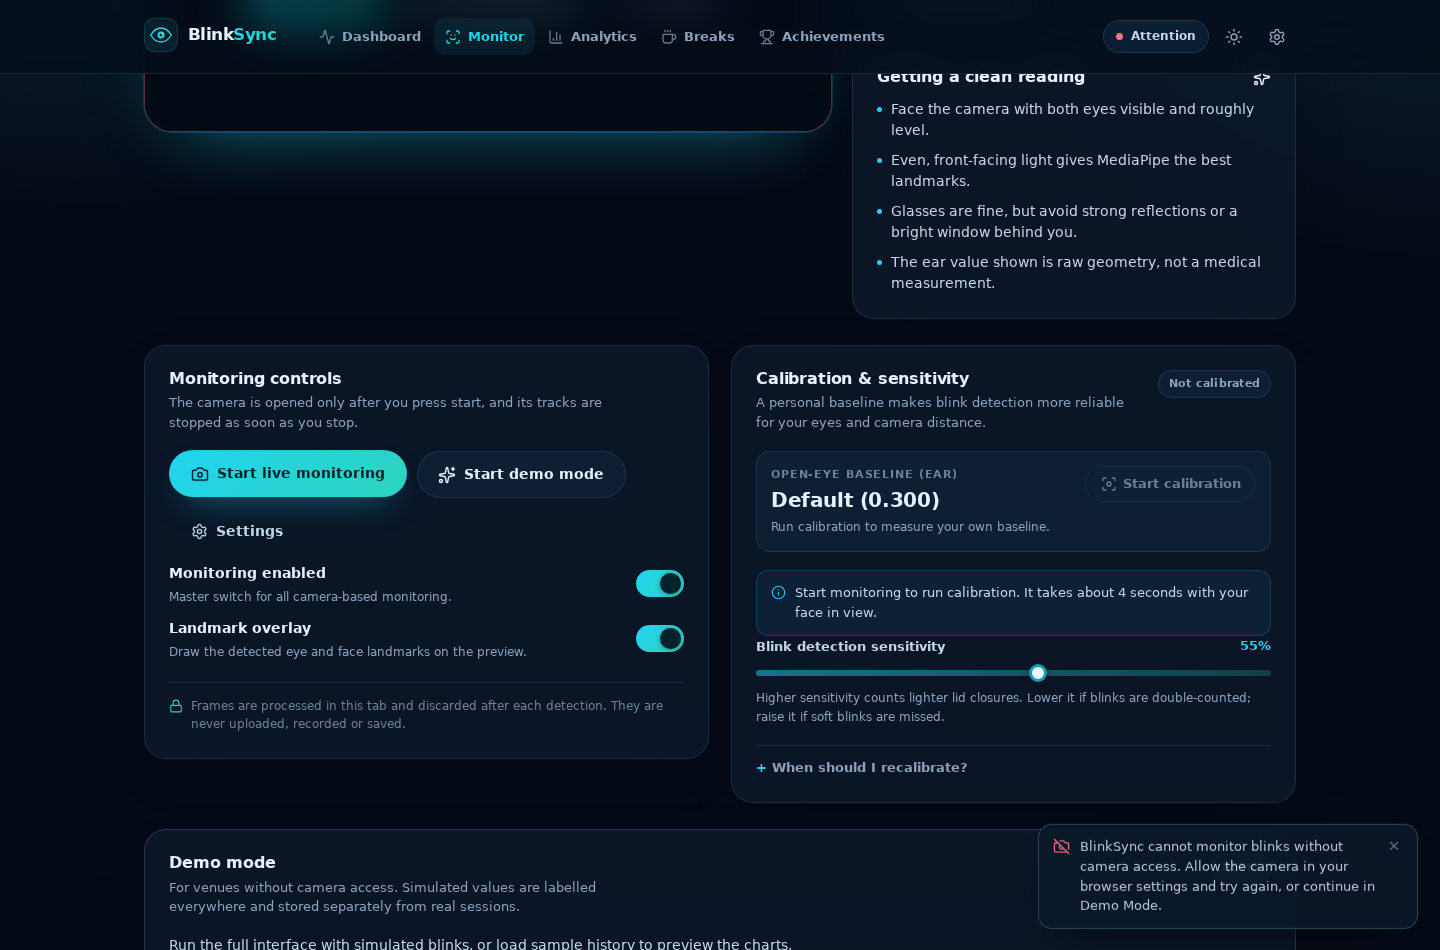 BlinkSync
Dashboard
Monitor
Analytics
Breaks
Achievements
Attention
Getting a clean reading
Face the camera with both eyes visible and roughly
level.
Even, front-facing light gives MediaPipe the best
landmarks.
Glasses are fine, but avoid strong reflections or a
bright window behind you.
The ear value shown is raw geometry, not a medical
measurement.
Monitoring controls
The camera is opened only after you press start, and its tracks are
stopped as soon as you stop.
Start live monitoring
Start demo mode
Settings
Monitoring enabled
Master switch for all camera-based monitoring.
Landmark overlay
Draw the detected eye and face landmarks on the preview.
Frames are processed in this tab and discarded after each detection. They are
never uploaded, recorded or saved.
Calibration & sensitivity
Not calibrated
A personal baseline makes blink detection more reliable
for your eyes and camera distance.
OPEN-EYE BASELINE (EAR)
Default (0.300)
Run calibration to measure your own baseline.
Start calibration
Start monitoring to run calibration. It takes about 4 seconds with your
face in view.
Blink detection sensitivity
55%
Higher sensitivity counts lighter lid closures. Lower it if blinks are double-counted;
raise it if soft blinks are missed.
+ When should I recalibrate?
Demo mode
For venues without camera access. Simulated values are labelled
everywhere and stored separately from real sessions.
Run the full interface with simulated blinks, or load sample history to preview the charts.
BlinkSync cannot monitor blinks without
camera access. Allow the camera in your
browser settings and try again, or continue in
Demo Mode.